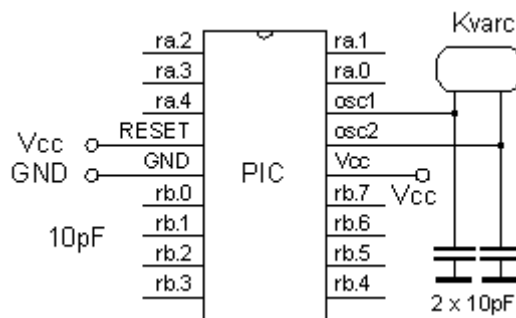 Kvarc
ra.2
ra.1
ra.3
ra.0
ra.4
osc1
Vcc
RESET
osc2
GND
GND
PIC
Vcc
Vcc
rb.0
rb.7
10pF
rb.1
rb.6
rb.2
rb.5
rb.3
rb.4
2 x 10pF